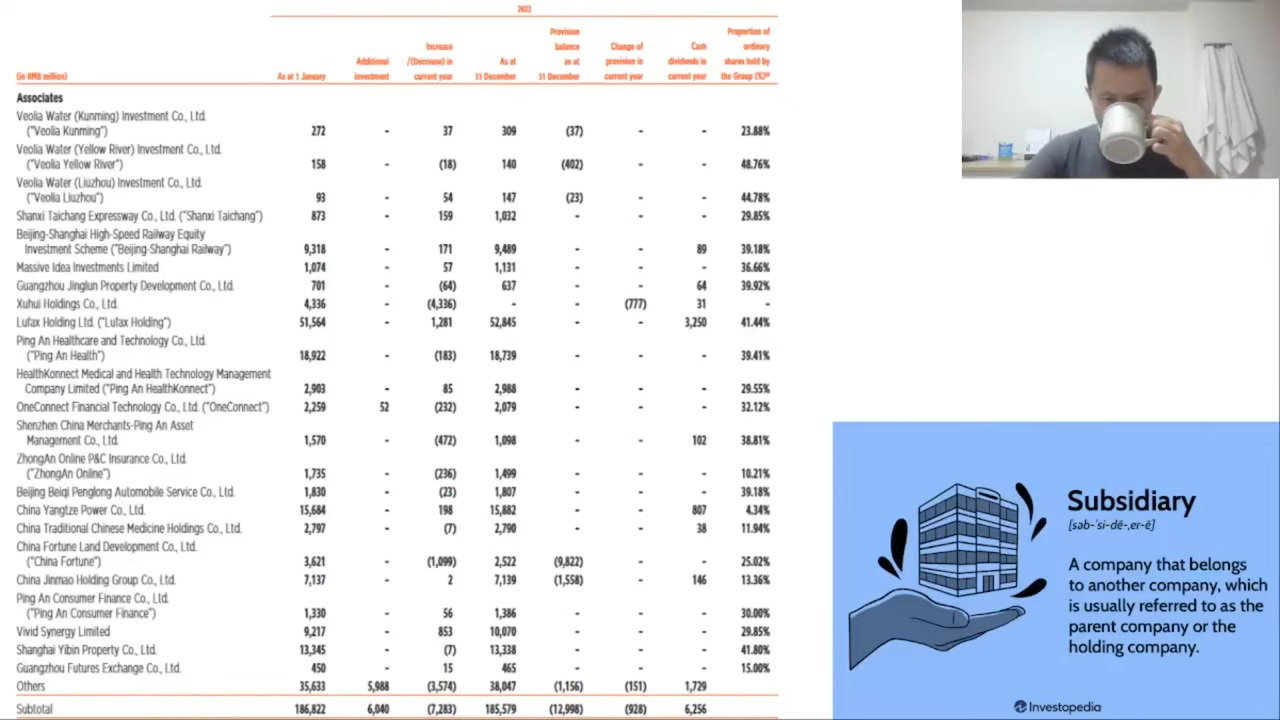 2022
(in RMB million) As at 1 January Additional investment Increase /(Decrease) in current year As at 31 December Provision balance as at 31 December Change of provision in current year Cash dividends in current year Proportion of ordinary shares held by the Group (%)⁽¹⁾
Associates
Veolia Water (Kunming) Investment Co., Ltd.
("Veolia Kunming") 272 - 37 309 (37) - - 23.88%
Veolia Water (Yellow River) Investment Co., Ltd.
("Veolia Yellow River") 158 - (18) 140 (402) - - 48.76%
Veolia Water (Liuzhou) Investment Co., Ltd.
("Veolia Liuzhou") 93 - 54 147 (23) - - 44.78%
Shanxi Taichang Expressway Co., Ltd. ("Shanxi Taichang") 873 - 159 1,032 - - - 29.85%
Beijing-Shanghai High-Speed Railway Equity
Investment Scheme ("Beijing-Shanghai Railway") 9,318 - 171 9,489 - - 89 39.18%
Massive Idea Investments Limited 1,074 - 57 1,131 - - - 36.66%
Guangzhou Jinglun Property Development Co., Ltd. 701 - (64) 637 - - 64 39.92%
Xuhui Holdings Co., Ltd. 4,336 - (4,336) - - (777) 31 -
Lufax Holding Ltd. ("Lufax Holding") 51,564 - 1,281 52,845 - - 3,250 41.44%
Ping An Healthcare and Technology Co., Ltd.
("Ping An Health") 18,922 - (183) 18,739 - - - 39.41%
HealthKonnect Medical and Health Technology Management
Company Limited ("Ping An HealthKonnect") 2,903 - 85 2,988 - - - 29.55%
OneConnect Financial Technology Co., Ltd. ("OneConnect") 2,259 52 (232) 2,079 - - - 32.12%
Shenzhen China Merchants-Ping An Asset
Management Co., Ltd. 1,570 - (472) 1,098 - - 102 38.81%
ZhongAn Online P&C Insurance Co., Ltd.
("ZhongAn Online") 1,735 - (236) 1,499 - - - 10.21%
Beijing Beiqi Penglong Automobile Service Co., Ltd. 1,830 - (23) 1,807 - - - 39.18%
China Yangtze Power Co., Ltd. 15,684 - 198 15,882 - - 807 4.34%
China Traditional Chinese Medicine Holdings Co., Ltd. 2,797 - (7) 2,790 - - 38 11.94%
China Fortune Land Development Co., Ltd.
("China Fortune") 3,621 - (1,099) 2,522 (9,822) - - 25.02%
China Jinmao Holding Group Co., Ltd. 7,137 - 2 7,139 (1,558) - 146 13.36%
Ping An Consumer Finance Co., Ltd.
("Ping An Consumer Finance") 1,330 - 56 1,386 - - - 30.00%
Vivid Synergy Limited 9,217 - 853 10,070 - - - 29.85%
Shanghai Yibin Property Co., Ltd. 13,345 - (7) 13,338 - - - 41.80%
Guangzhou Futures Exchange Co., Ltd. 450 - 15 465 - - - 15.00%
Others 35,633 5,988 (3,574) 38,047 (1,156) (151) 1,729
Subtotal 186,822 6,040 (7,283) 185,579 (12,998) (928) 6,256
Subsidiary
[səb-ˈsi-dē-ˌer-ē]
A company that belongs
to another company, which
is usually referred to as the
parent company or the
holding company.
Investopedia